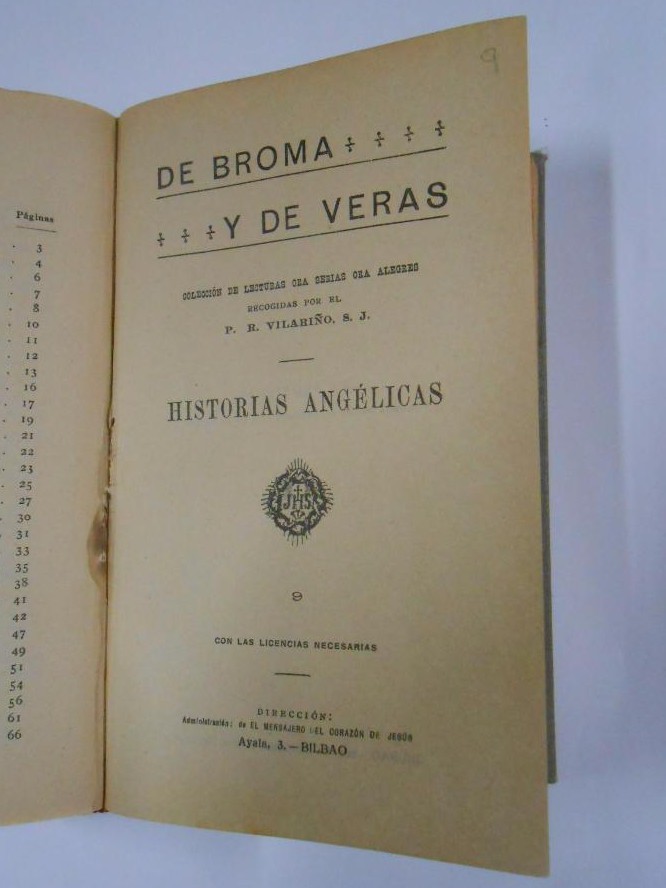 Páginas
3
4
6
7
8
10
11
12
13
16
17
19
21
22
23
25
27
30
31
33
35
38
41
42
47
49
51
54
56
61
66
9
DE BROMA
Y DE VERAS
COLECCIÓN DE LECTURAS ORA SERIAS ORA ALEGRES
RECOGIDAS POR EL
P. R. VILARIÑO, S. J.
HISTORIAS ANGÉLICAS
JHS
9
CON LAS LICENCIAS NECESARIAS
DIRECCIÓN:
Administración: de EL MENSAJERO DEL CORAZÓN DE JESÚS
Ayala, 3.—BILBAO